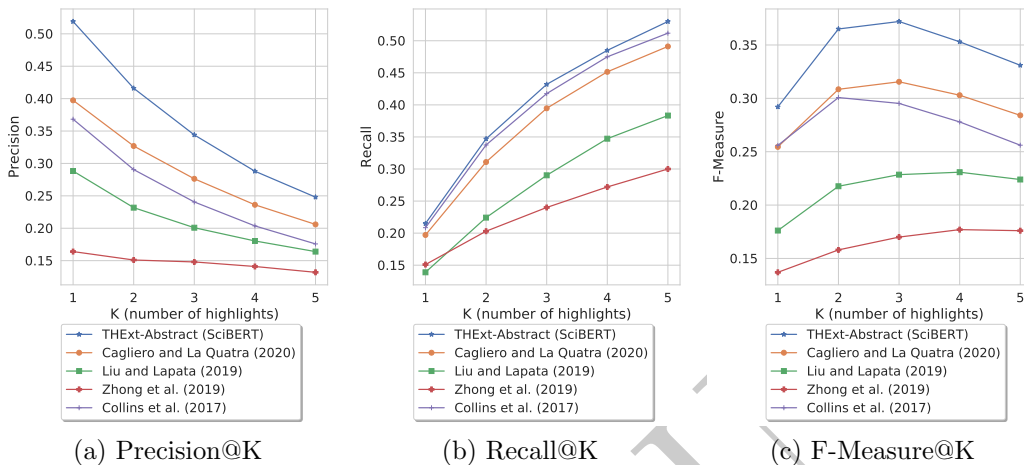 0.50
0.45
0.40
0.35
0.30
0.25
0.20
0.15
Precision
1 2 3 4 5
K (number of highlights)
THExt-Abstract (SciBERT)
Cagliero and La Quatra (2020)
Liu and Lapata (2019)
Zhong et al. (2019)
Collins et al. (2017)
(a) Precision@K
0.50
0.45
0.40
0.35
0.30
0.25
0.20
0.15
Recall
1 2 3 4 5
K (number of highlights)
THExt-Abstract (SciBERT)
Cagliero and La Quatra (2020)
Liu and Lapata (2019)
Zhong et al. (2019)
Collins et al. (2017)
(b) Recall@K
0.35
0.30
0.25
0.20
0.15
F-Measure
1 2 3 4 5
K (number of highlights)
THExt-Abstract (SciBERT)
Cagliero and La Quatra (2020)
Liu and Lapata (2019)
Zhong et al. (2019)
Collins et al. (2017)
(c) F-Measure@K